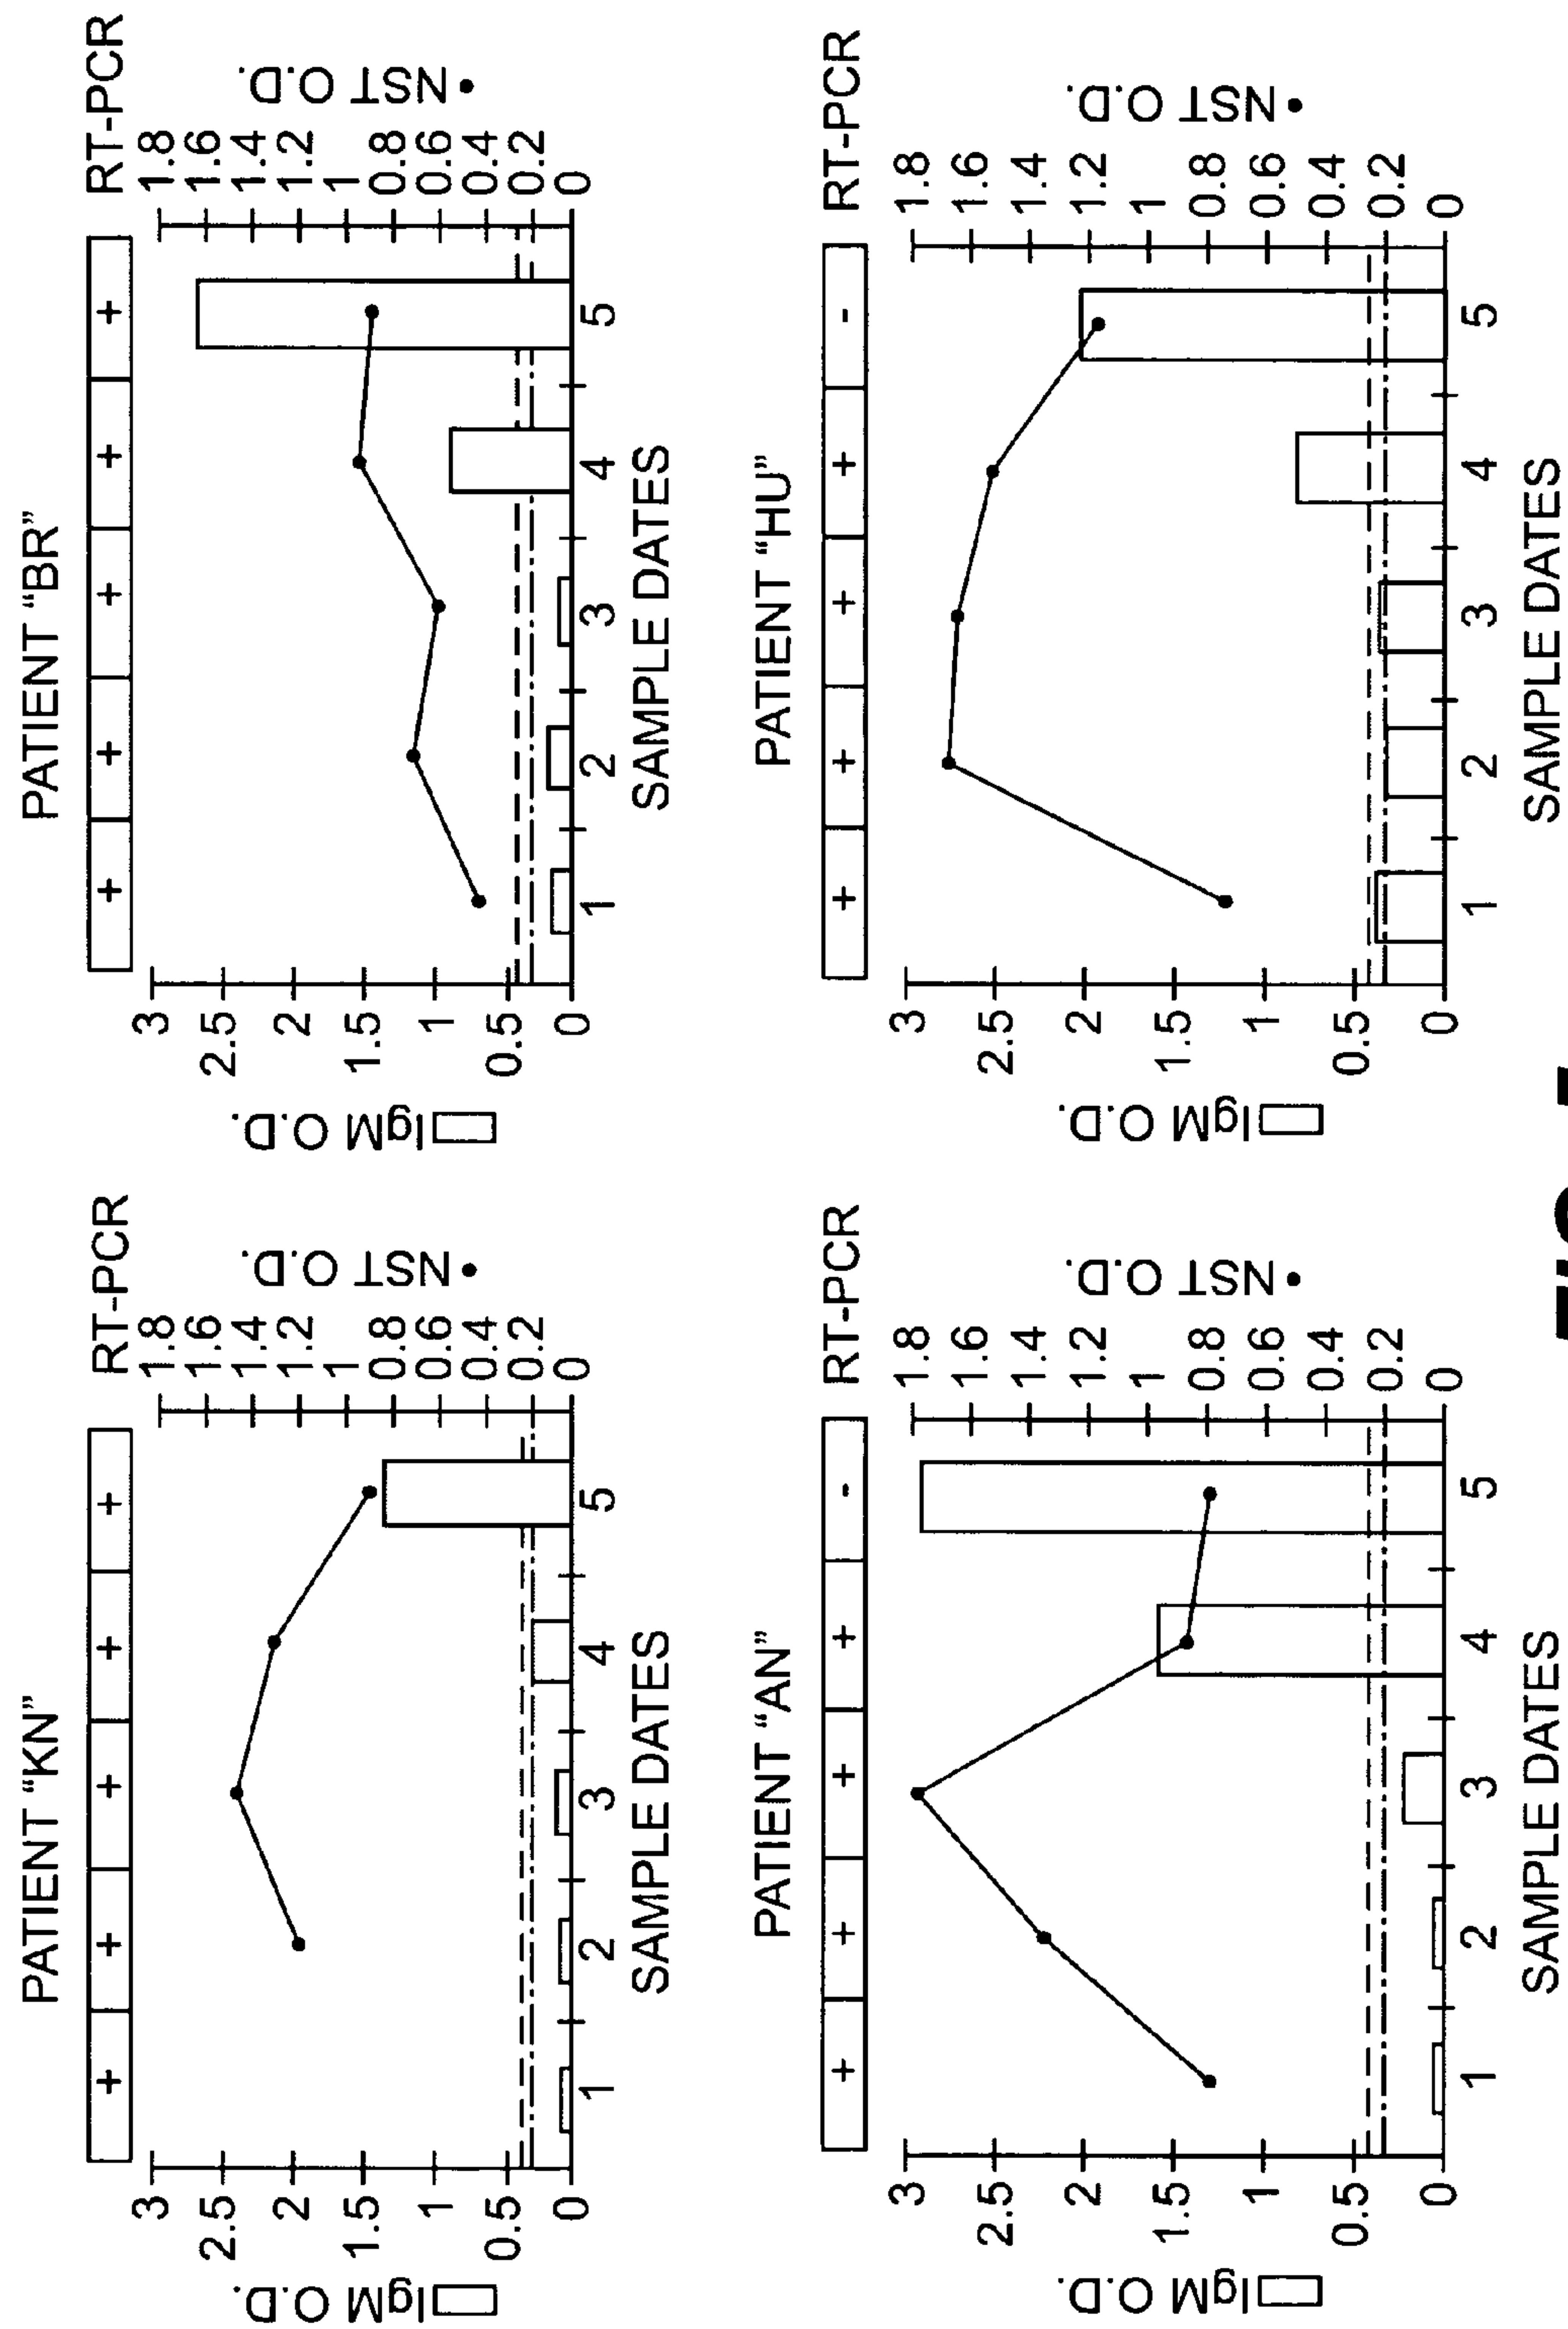 PATIENT “KN”
RT-PCR
+ + + + +
IgM O.D.
3
2.5
2
1.5
1
0.5
0
1.8
1.6
1.4
1.2
1
0.8
0.6
0.4
0.2
0
• NST O.D.
1 2 3 4 5
SAMPLE DATES
PATIENT “BR”
RT-PCR
+ + + + +
IgM O.D.
3
2.5
2
1.5
1
0.5
0
1.8
1.6
1.4
1.2
1
0.8
0.6
0.4
0.2
0
• NST O.D.
1 2 3 4 5
SAMPLE DATES
PATIENT “AN”
RT-PCR
+ + + + -
IgM O.D.
3
2.5
2
1.5
1
0.5
0
1.8
1.6
1.4
1.2
1
0.8
0.6
0.4
0.2
0
• NST O.D.
1 2 3 4 5
SAMPLE DATES
PATIENT “HU”
RT-PCR
+ + + + -
IgM O.D.
3
2.5
2
1.5
1
0.5
0
1.8
1.6
1.4
1.2
1
0.8
0.6
0.4
0.2
0
• NST O.D.
1 2 3 4 5
SAMPLE DATES